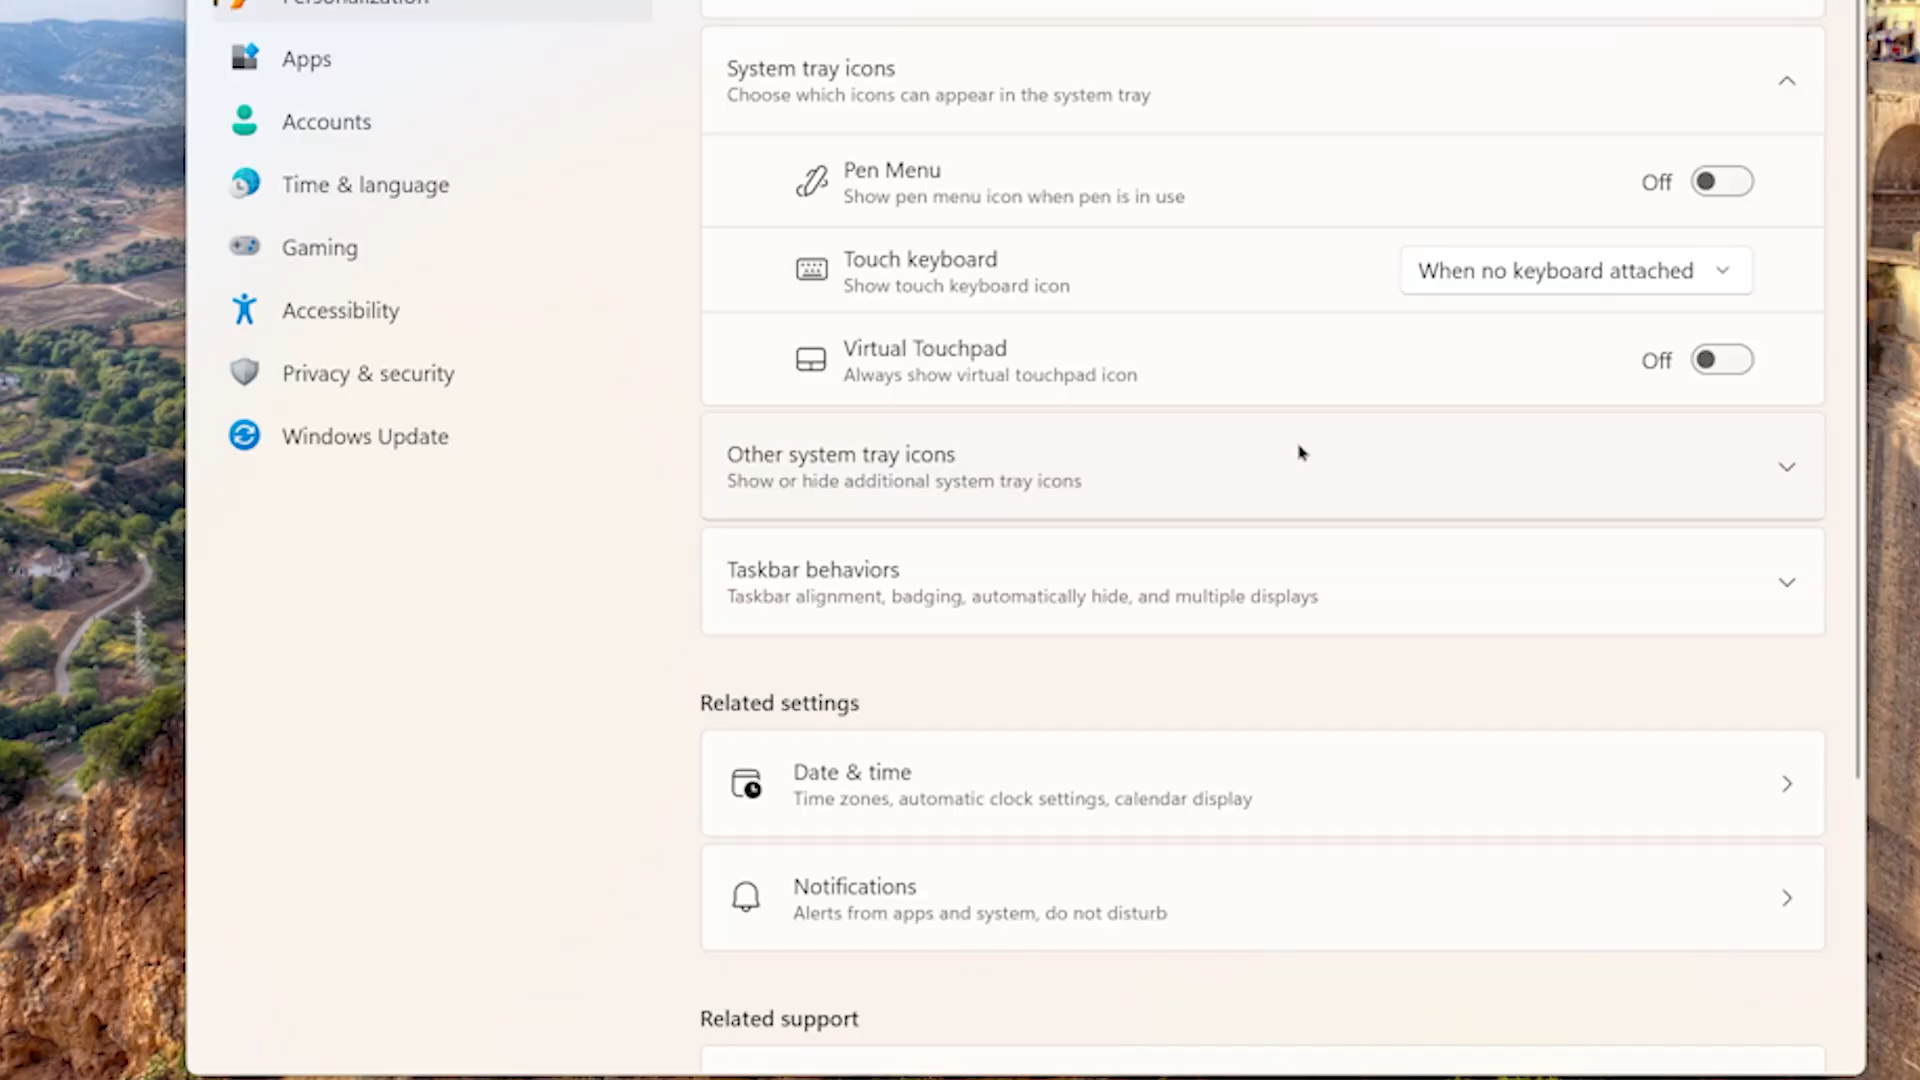 Personalization
Apps
Accounts
Time & language
Gaming
Accessibility
Privacy & security
Windows Update
System tray icons
Choose which icons can appear in the system tray
Pen Menu
Show pen menu icon when pen is in use
Off
Touch keyboard
Show touch keyboard icon
When no keyboard attached
Virtual Touchpad
Always show virtual touchpad icon
Off
Other system tray icons
Show or hide additional system tray icons
Taskbar behaviors
Taskbar alignment, badging, automatically hide, and multiple displays
Related settings
Date & time
Time zones, automatic clock settings, calendar display
Notifications
Alerts from apps and system, do not disturb
Related support